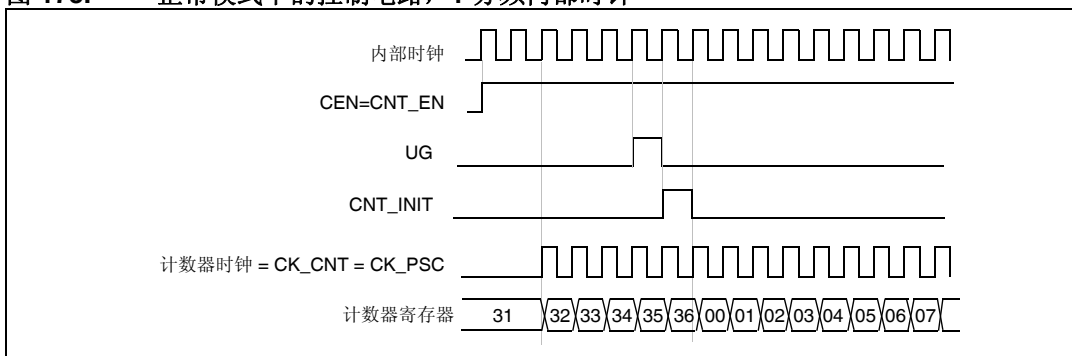 内部时钟
CEN=CNT_EN
UG
CNT_INIT
计数器时钟 = CK_CNT = CK_PSC
计数器寄存器 31 32 33 34 35 36 00 01 02 03 04 05 06 07